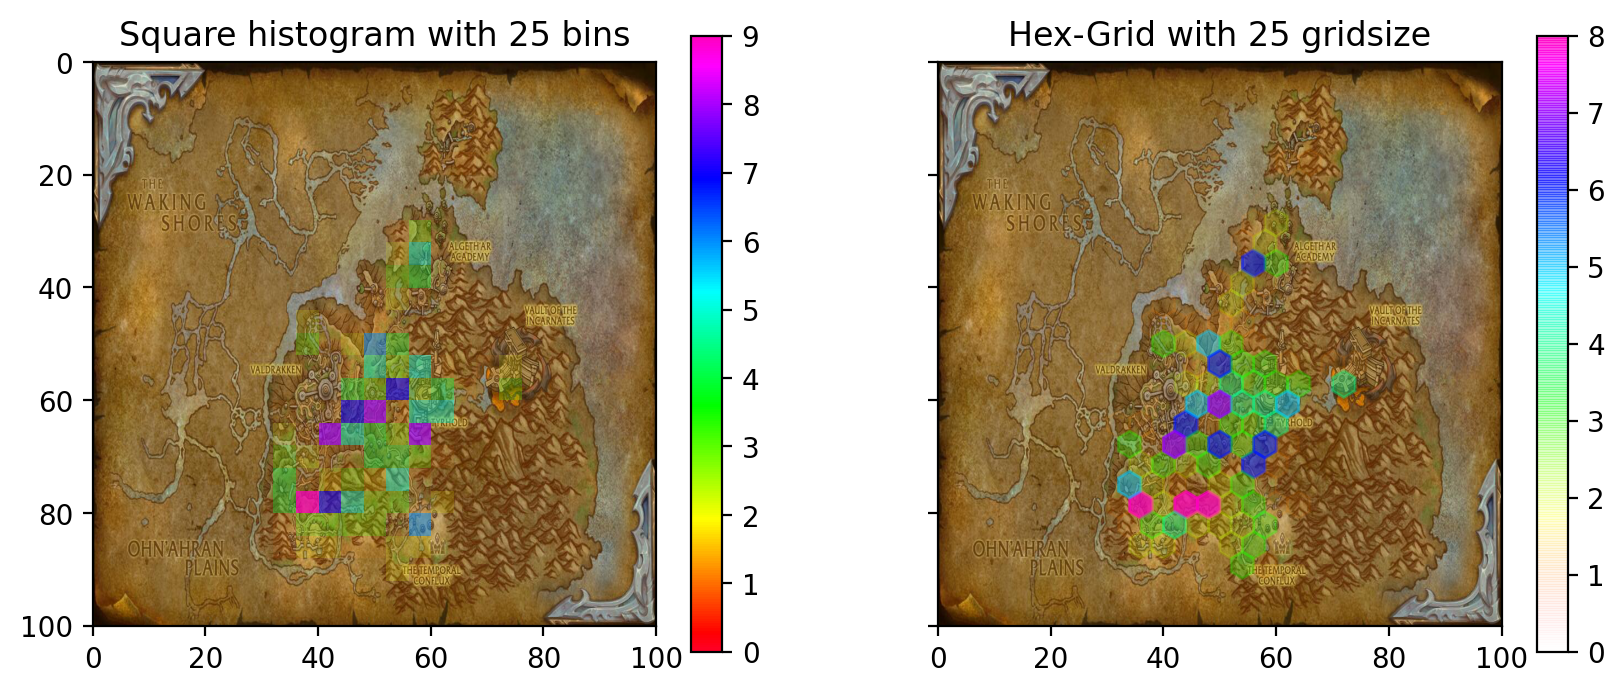 Square histogram with 25 bins
0
20
40
60
80
100
0
20
40
60
80
100
THE
WAKING
SHORES
ALGETH'AR
ACADEMY
VAULT OF THE
INCARNATES
VALDRAKKEN
OHN'AHRAN
PLAINS
THE TEMPORAL
CONFLUX
9
8
7
6
5
4
3
2
1
0
Hex-Grid with 25 gridsize
THE
WAKING
SHORES
ALGETH'AR
ACADEMY
VAULT OF THE
INCARNATES
VALDRAKKEN
OHN'AHRAN
PLAINS
THE TEMPORAL
CONFLUX
0
20
40
60
80
100
8
7
6
5
4
3
2
1
0